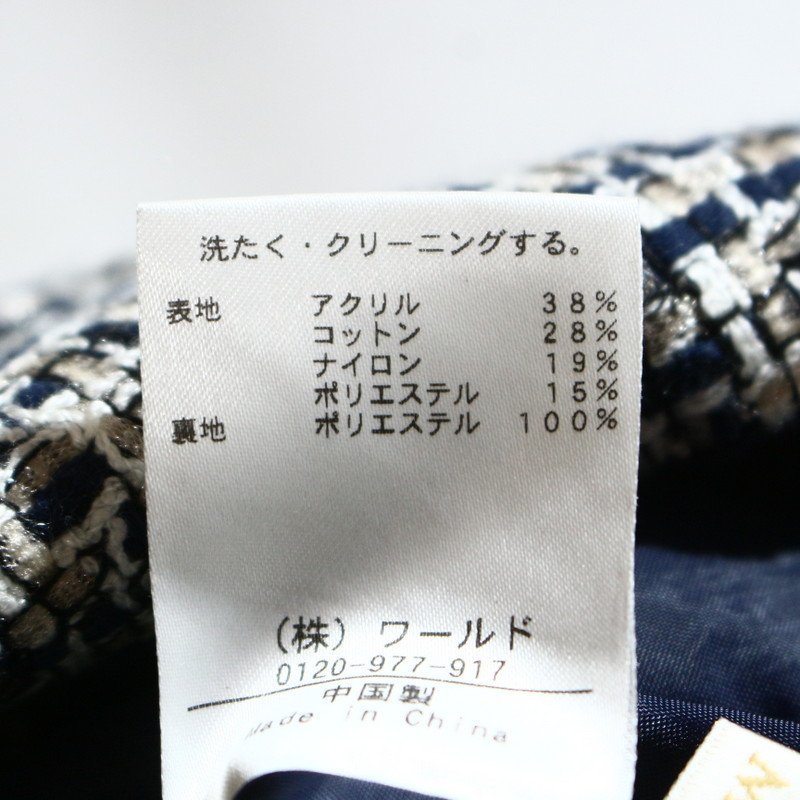 洗たく・クリーニングする。
表地 アクリル 38%
コットン 28%
ナイロン 19%
ポリエステル 15%
裏地 ポリエステル 100%
(株) ワールド
0120-977-917
中国製
Made in China